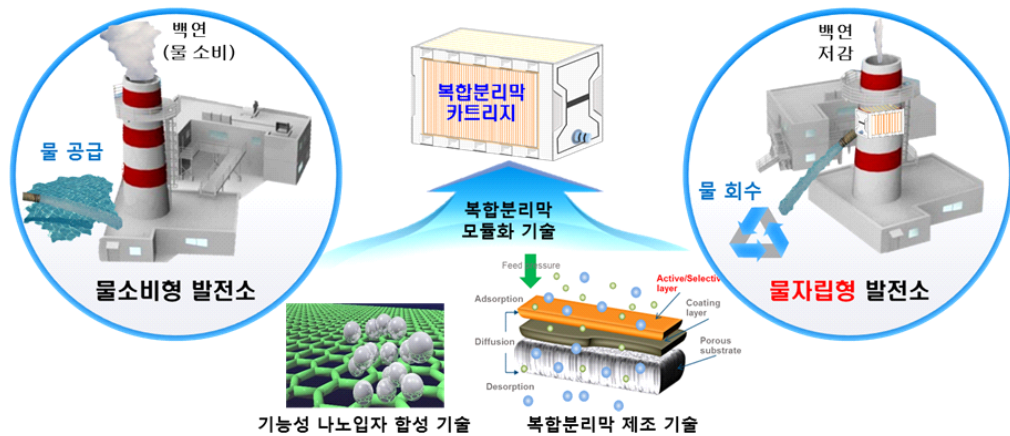 백연
(물 소비)
물 공급
물소비형 발전소
복합분리막
카트리지
복합분리막
모듈화 기술
Feed Pressure
Active/Selective
layer
Adsorption
Coating
layer
Diffusion
Porous
substrate
Desorption
기능성 나노입자 합성 기술
복합분리막 제조 기술
백연
저감
물 회수
물자립형 발전소